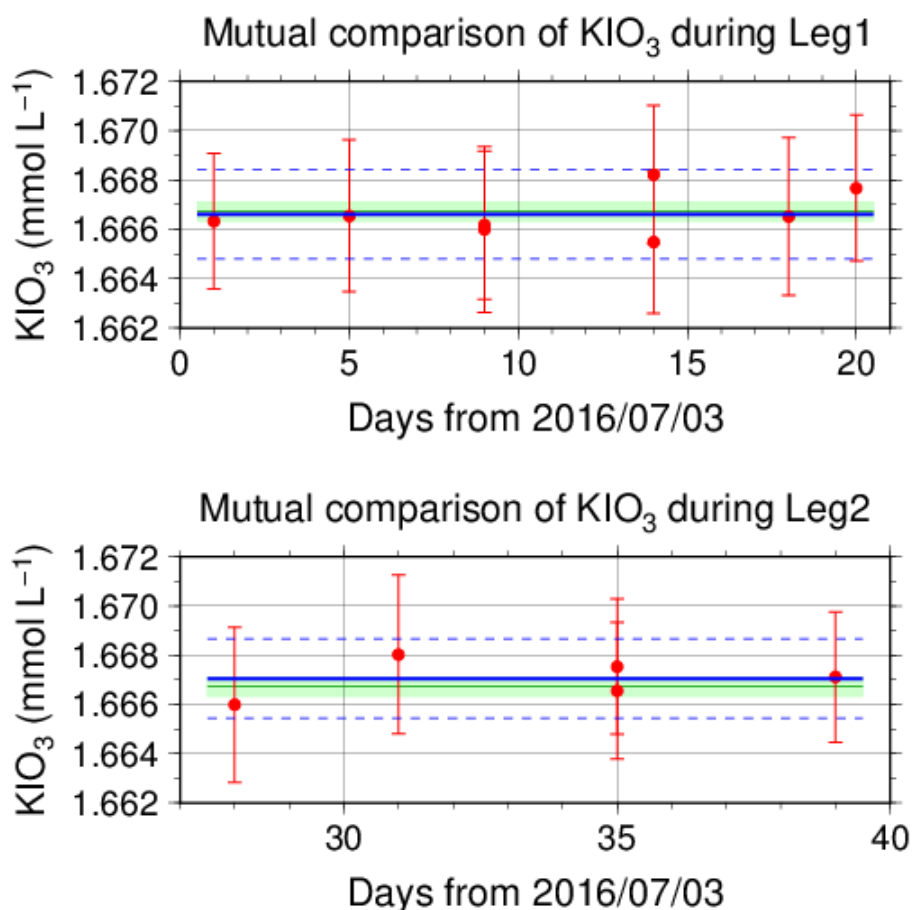 Mutual comparison of KIO₃ during Leg1
KIO₃ (mmol L⁻¹)
1.672
1.670
1.668
1.666
1.664
1.662
0 5 10 15 20
Days from 2016/07/03
Mutual comparison of KIO₃ during Leg2
KIO₃ (mmol L⁻¹)
1.672
1.670
1.668
1.666
1.664
1.662
30 35 40
Days from 2016/07/03